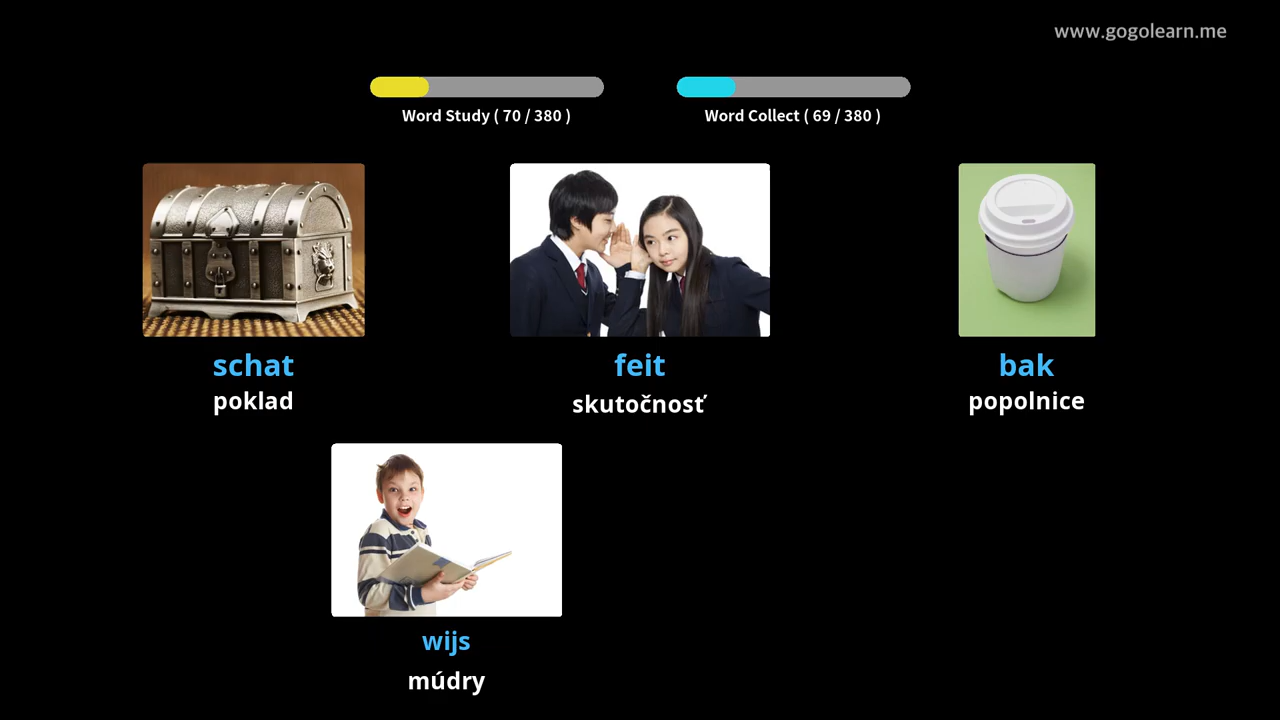 www.gogolearn.me
Word Study ( 70 / 380 )
Word Collect ( 69 / 380 )
schat
poklad
feit
skutočnosť
bak
popolnice
wijs
múdry